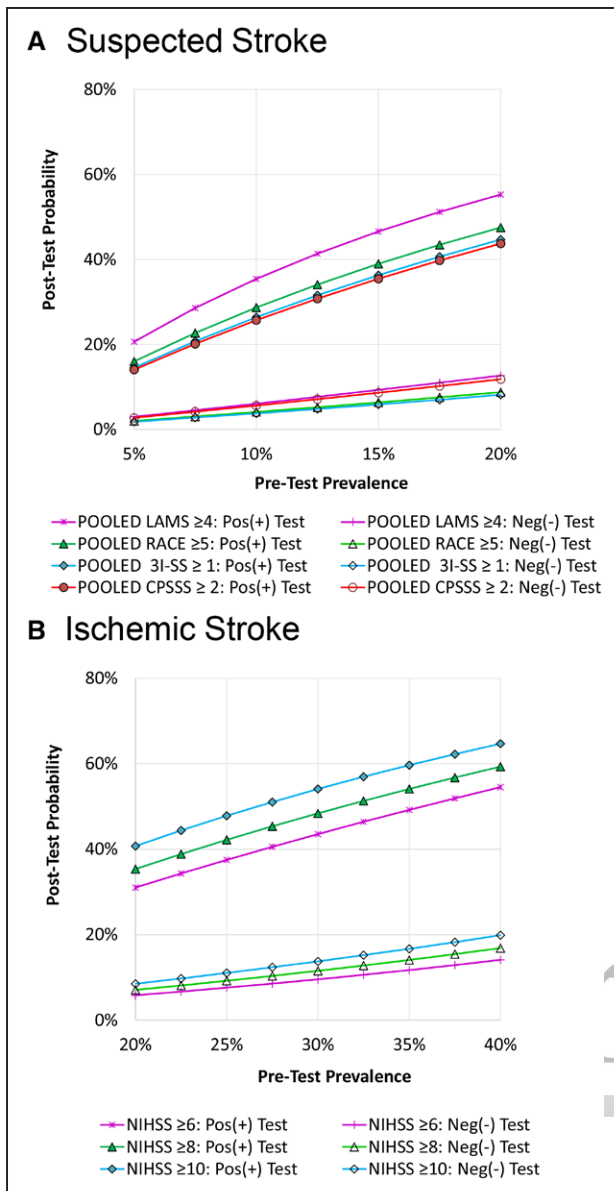 A Suspected Stroke
80%
60%
40%
20%
0%
Post-Test Probability
5% 10% 15% 20%
Pre-Test Prevalence
POOLED LAMS ≥4: Pos(+) Test POOLED LAMS ≥4: Neg(-) Test
POOLED RACE ≥5: Pos(+) Test POOLED RACE ≥5: Neg(-) Test
POOLED 3I-SS ≥ 1: Pos(+) Test POOLED 3I-SS ≥ 1: Neg(-) Test
POOLED CPSSS ≥ 2: Pos(+) Test POOLED CPSSS ≥ 2: Neg(-) Test
B Ischemic Stroke
80%
60%
40%
20%
0%
Post-Test Probability
20% 25% 30% 35% 40%
Pre-Test Prevalence
NIHSS ≥6: Pos(+) Test NIHSS ≥6: Neg(-) Test
NIHSS ≥8: Pos(+) Test NIHSS ≥8: Neg(-) Test
NIHSS ≥10: Pos(+) Test NIHSS ≥10: Neg(-) Test